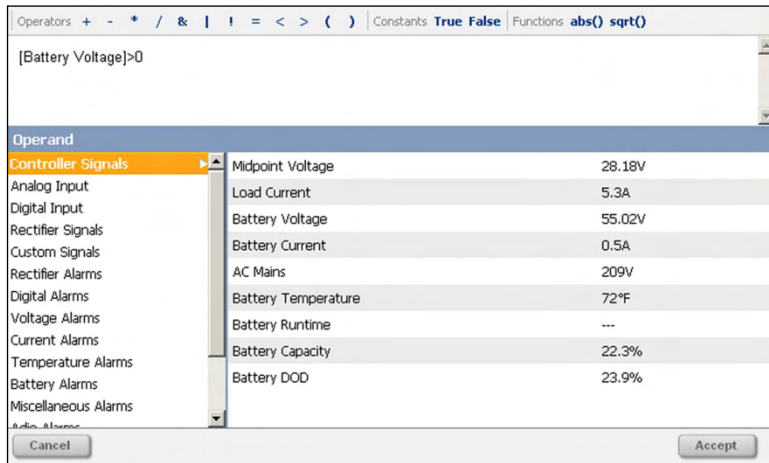 Operators + - * / & | ! = < > ( ) Constants True False Functions abs() sqrt()
[Battery Voltage]>0
Operand
Controller Signals
Analog Input
Digital Input
Rectifier Signals
Custom Signals
Rectifier Alarms
Digital Alarms
Voltage Alarms
Current Alarms
Temperature Alarms
Battery Alarms
Miscellaneous Alarms
Midpoint Voltage 28.18V
Load Current 5.3A
Battery Voltage 55.02V
Battery Current 0.5A
AC Mains 209V
Battery Temperature 72°F
Battery Runtime ---
Battery Capacity 22.3%
Battery DOD 23.9%
Cancel
Accept